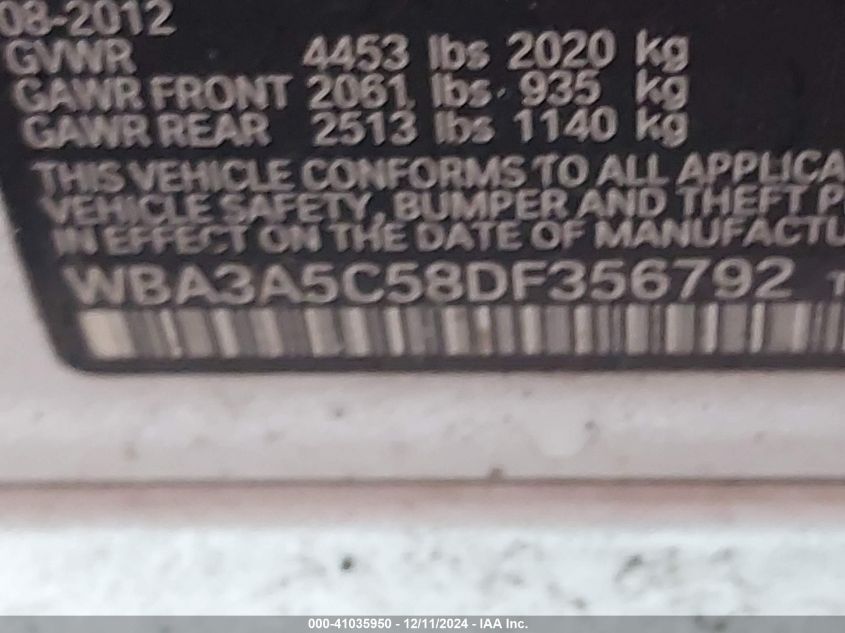 08-2012
GVWR 4453 lbs 2020 kg
GAWR FRONT 2061 lbs 935 kg
GAWR REAR 2513 lbs 1140 kg
THIS VEHICLE CONFORMS TO ALL APPLICA
VEHICLE SAFETY, BUMPER AND THEFT P
IN EFFECT ON THE DATE OF MANUFACTU
WBA3A5C58DF356792
000-41035950 - 12/11/2024 - IAA Inc.